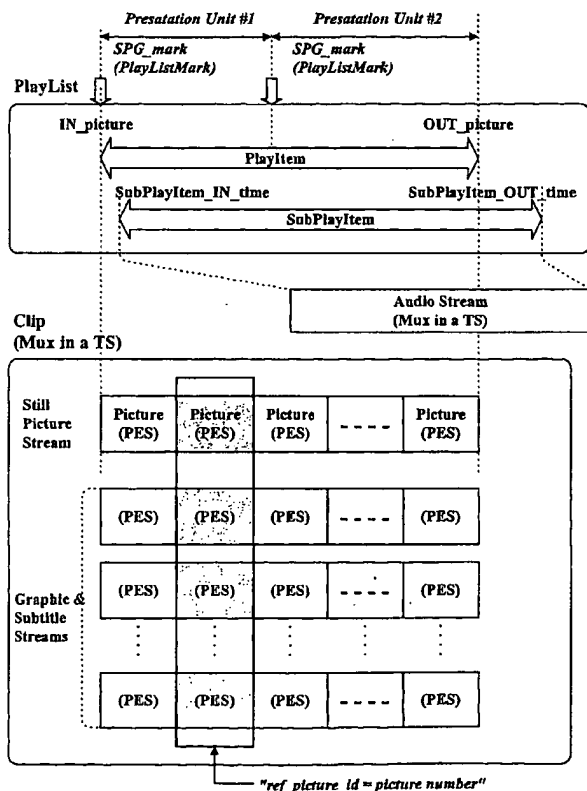 Presatation Unit #1 Presatation Unit #2
SPG_mark SPG_mark
(PlayListMark) (PlayListMark)
PlayList
IN_picture OUT_picture
PlayItem
SubPlayItem_IN_time SubPlayItem_OUT_time
SubPlayItem
Audio Stream
(Mux in a TS)
Clip
(Mux in a TS)
Still
Picture
Stream
Picture Picture Picture Picture
(PES) (PES) (PES) (PES)
(PES) (PES) (PES) (PES)
Graphic &
Subtitle
Streams
(PES) (PES) (PES) (PES)
(PES) (PES) (PES) (PES)
"ref_picture_id = picture number"